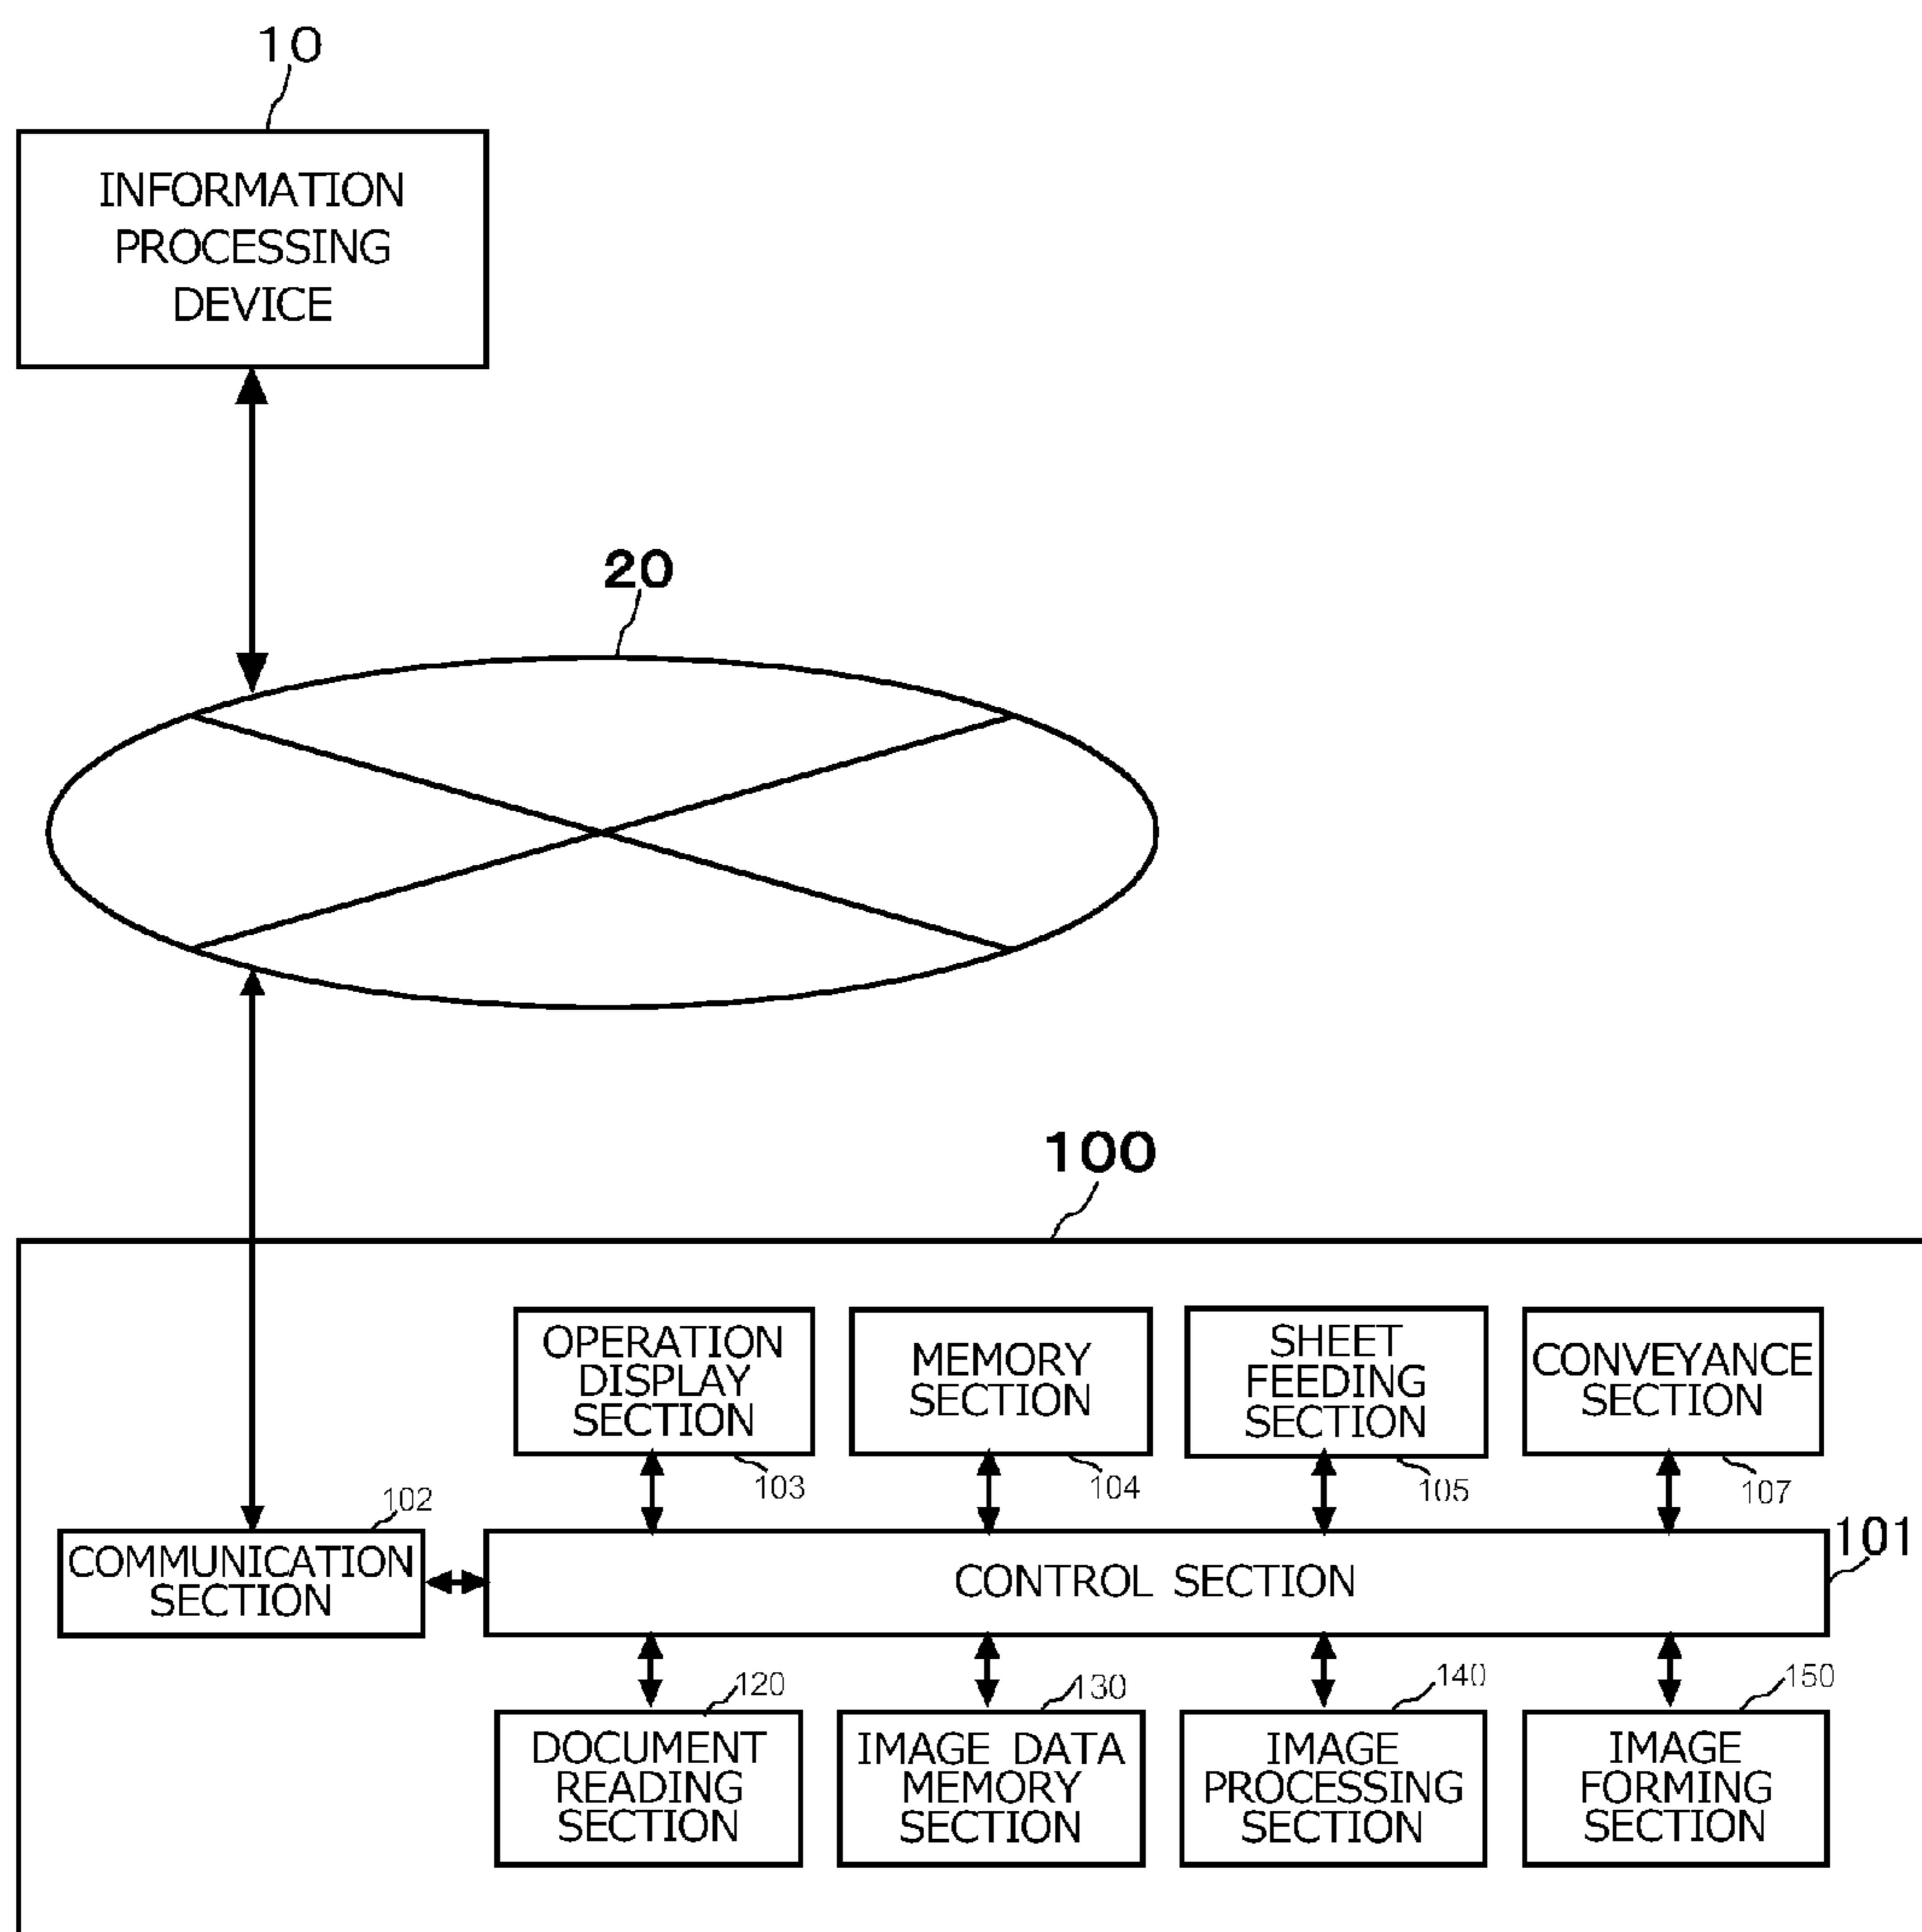 10
INFORMATION
PROCESSING
DEVICE
20
100
OPERATION
DISPLAY
SECTION
103
MEMORY
SECTION
104
SHEET
FEEDING
SECTION
105
CONVEYANCE
SECTION
107
102
COMMUNICATION
SECTION
CONTROL SECTION
101
120
DOCUMENT
READING
SECTION
130
IMAGE DATA
MEMORY
SECTION
140
IMAGE
PROCESSING
SECTION
150
IMAGE
FORMING
SECTION